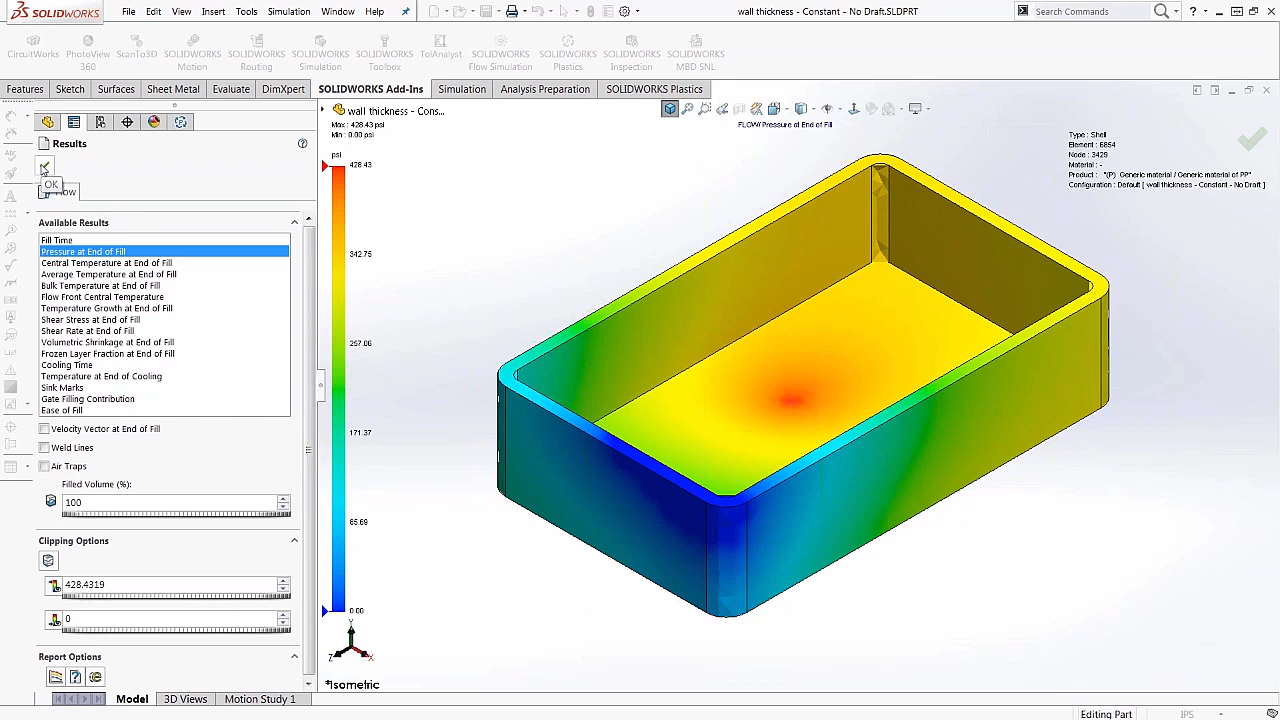 SOLIDWORKS File Edit View Insert Tools Simulation Window Help wall thickness - Constant - No Draft.SLDPRT Search Commands ?
CircuitWorks PhotoView 360 ScanTo3D SOLIDWORKS Motion SOLIDWORKS Routing SOLIDWORKS Simulation SOLIDWORKS Toolbox TolAnalyst SOLIDWORKS Flow Simulation SOLIDWORKS Plastics SOLIDWORKS Inspection SOLIDWORKS MBD SNL
Features Sketch Surfaces Sheet Metal Evaluate DimXpert SOLIDWORKS Add-Ins Simulation Analysis Preparation SOLIDWORKS Plastics
Results
OK
Available Results
Fill Time
Pressure at End of Fill
Central Temperature at End of Fill
Average Temperature at End of Fill
Bulk Temperature at End of Fill
Flow Front Central Temperature
Temperature Growth at End of Fill
Shear Stress at End of Fill
Shear Rate at End of Fill
Volumetric Shrinkage at End of Fill
Frozen Layer Fraction at End of Fill
Cooling Time
Temperature at End of Cooling
Sink Marks
Gate Filling Contribution
Ease of Fill
Velocity Vector at End of Fill
Weld Lines
Air Traps
Filled Volume (%):
100
Clipping Options
428.4319
0
Report Options
wall thickness - Cons...
Max : 428.43 psi
Min : 0.00 psi
psi
428.43
342.75
257.06
171.37
85.69
0.00
FLOW/ Pressure at End of Fill
Type : Shell
Element : 6854
Node : 3429
Material : -
Product : "(P) Generic material / Generic material of PP"
Configuration : Default [ wall thickness - Constant - No Draft ]
Y
Z X
*Isometric
Model 3D Views Motion Study 1
Editing Part IPS